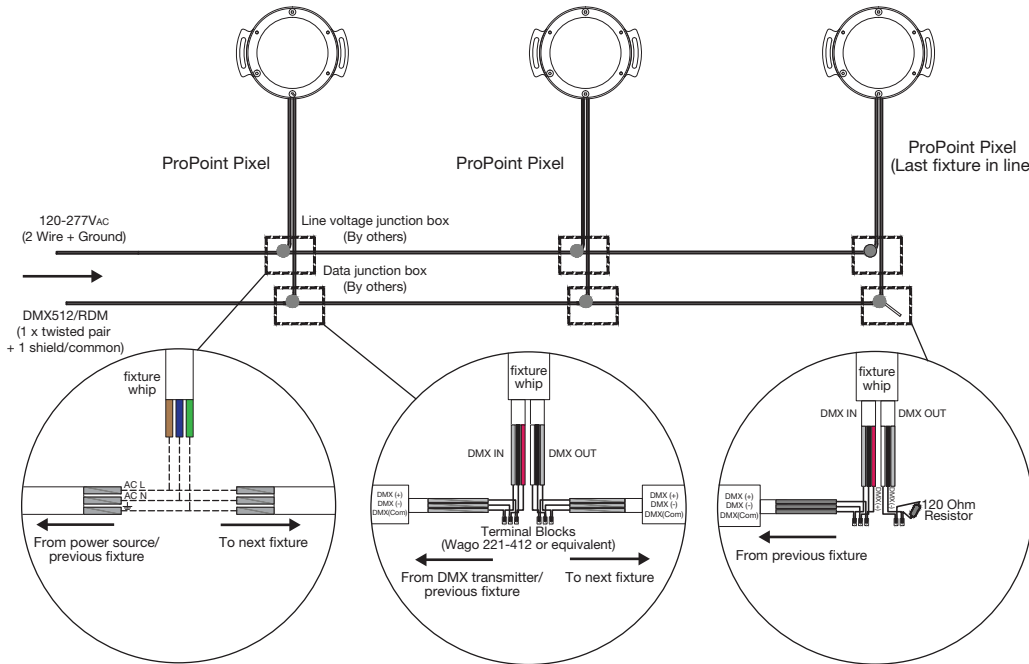 ProPoint Pixel
ProPoint Pixel
ProPoint Pixel
(Last fixture in line)
120-277VAC
(2 Wire + Ground)
Line voltage junction box
(By others)
Data junction box
(By others)
DMX512/RDM
(1 x twisted pair
+ 1 shield/common)
fixture
whip
AC L
AC N
From power source/
previous fixture
To next fixture
fixture
whip
DMX IN
DMX OUT
DMX (+)
DMX (-)
DMX(Com)
DMX (+)
DMX (-)
DMX(Com)
Terminal Blocks
(Wago 221-412 or equivalent)
From DMX transmitter/
previous fixture
To next fixture
fixture
whip
DMX IN
DMX OUT
DMX (+)
DMX (-)
DMX(Com)
120 Ohm
Resistor
From previous fixture